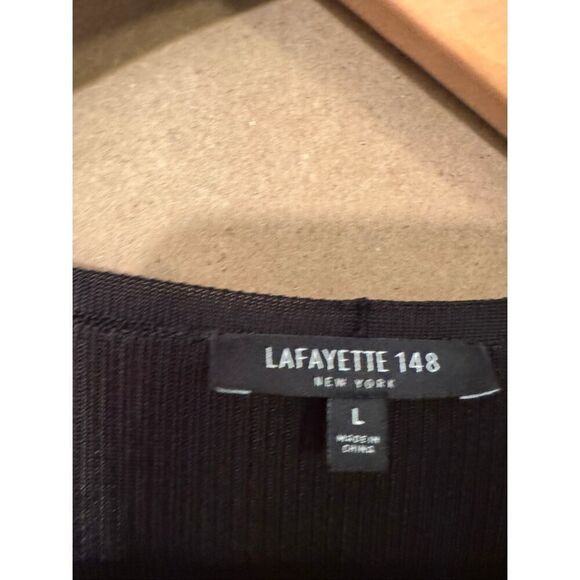 LAFAYETTE 148
NEW YORK
L
MADE IN
CHINA